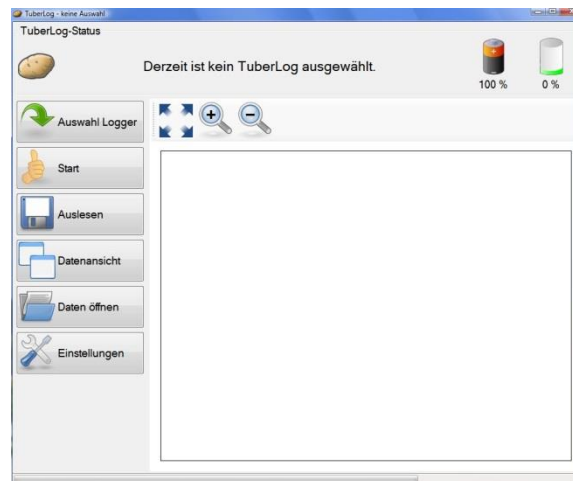 TuberLog - keine Auswahl
TuberLog-Status
Derzeit ist kein TuberLog ausgewählt.
100 %
0 %
Auswahl Logger
Start
Auslesen
Datenansicht
Daten öffnen
Einstellungen